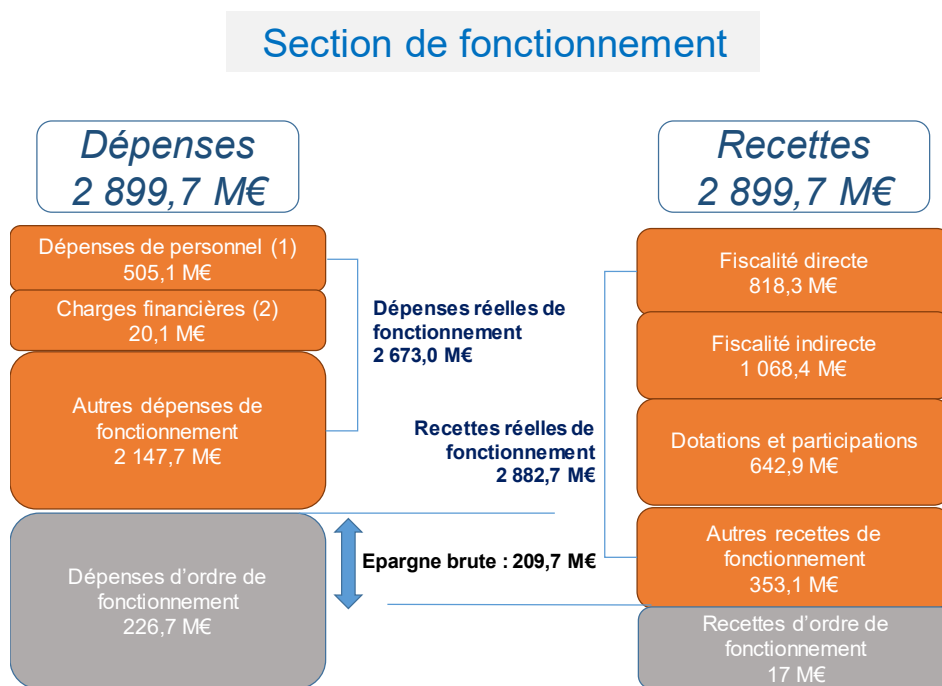 Section de fonctionnement
Dépenses
2 899,7 M€
Recettes
2 899,7 M€
Dépenses de personnel (1)
505,1 M€
Charges financières (2)
20,1 M€
Autres dépenses de
fonctionnement
2 147,7 M€
Dépenses d’ordre de
fonctionnement
226,7 M€
Dépenses réelles de
fonctionnement
2 673,0 M€
Recettes réelles de
fonctionnement
2 882,7 M€
Epargne brute : 209,7 M€
Fiscalité directe
818,3 M€
Fiscalité indirecte
1 068,4 M€
Dotations et participations
642,9 M€
Autres recettes de
fonctionnement
353,1 M€
Recettes d’ordre de
fonctionnement
17 M€